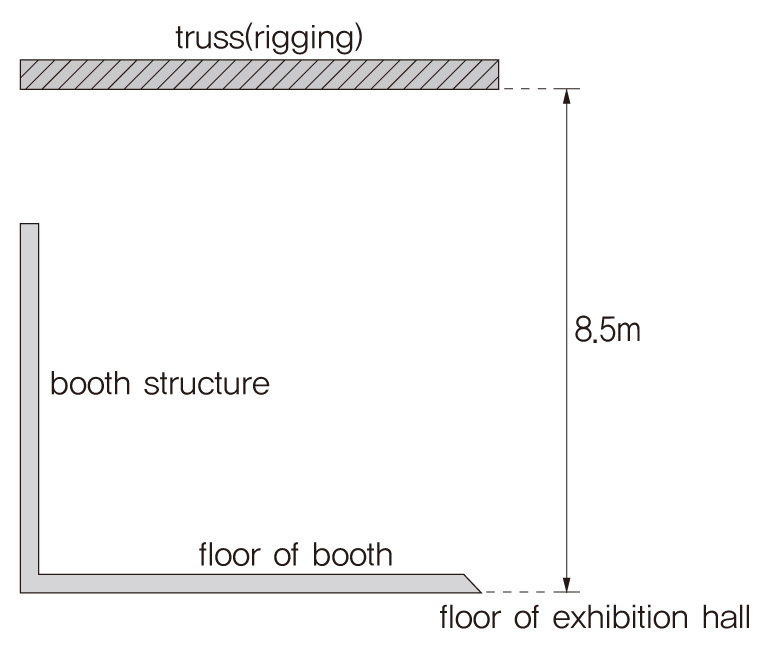 truss(rigging)
8.5m
booth structure
floor of booth
floor of exhibition hall